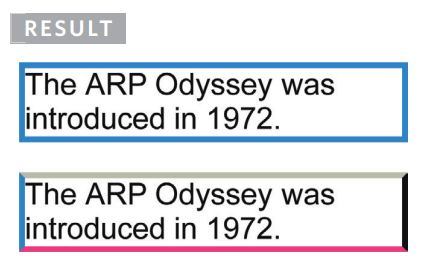 RESULT
The ARP Odyssey was
introduced in 1972.
The ARP Odyssey was
introduced in 1972.